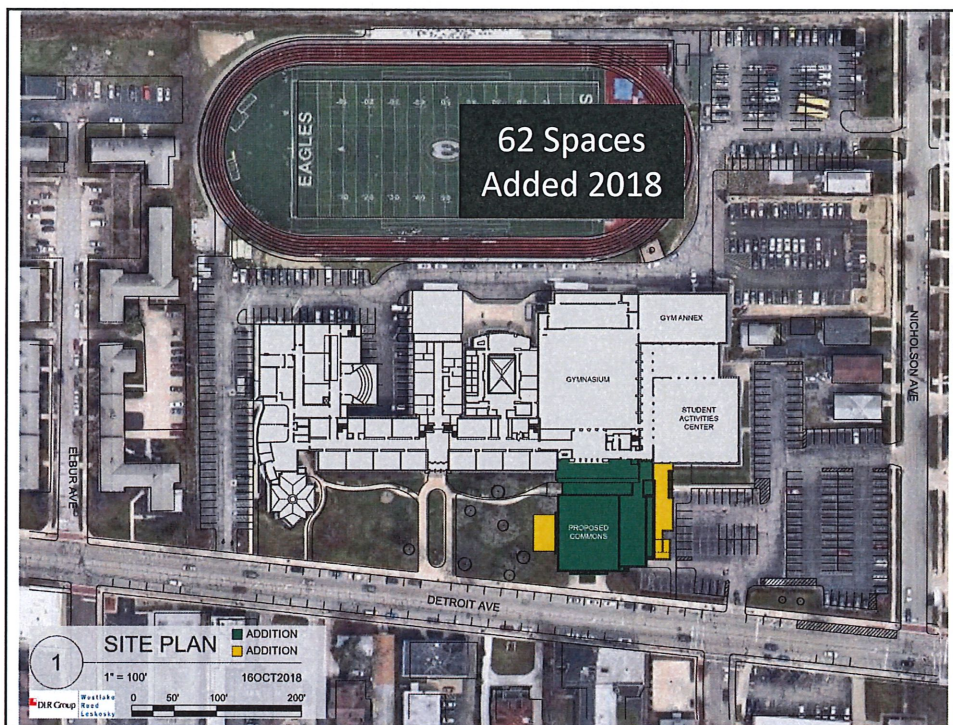 62 Spaces
Added 2018
EAGLES
GYM ANNEX
GYMNASIUM
STUDENT
ACTIVITIES
CENTER
PROPOSED
COMMONS
ELBUR AVE
NICHOLSON AVE
DETROIT AVE
1
SITE PLAN
ADDITION
ADDITION
1" = 100'
16OCT2018
0 50' 100' 200'
DLR Group
Westlake
Reed
Leskosky